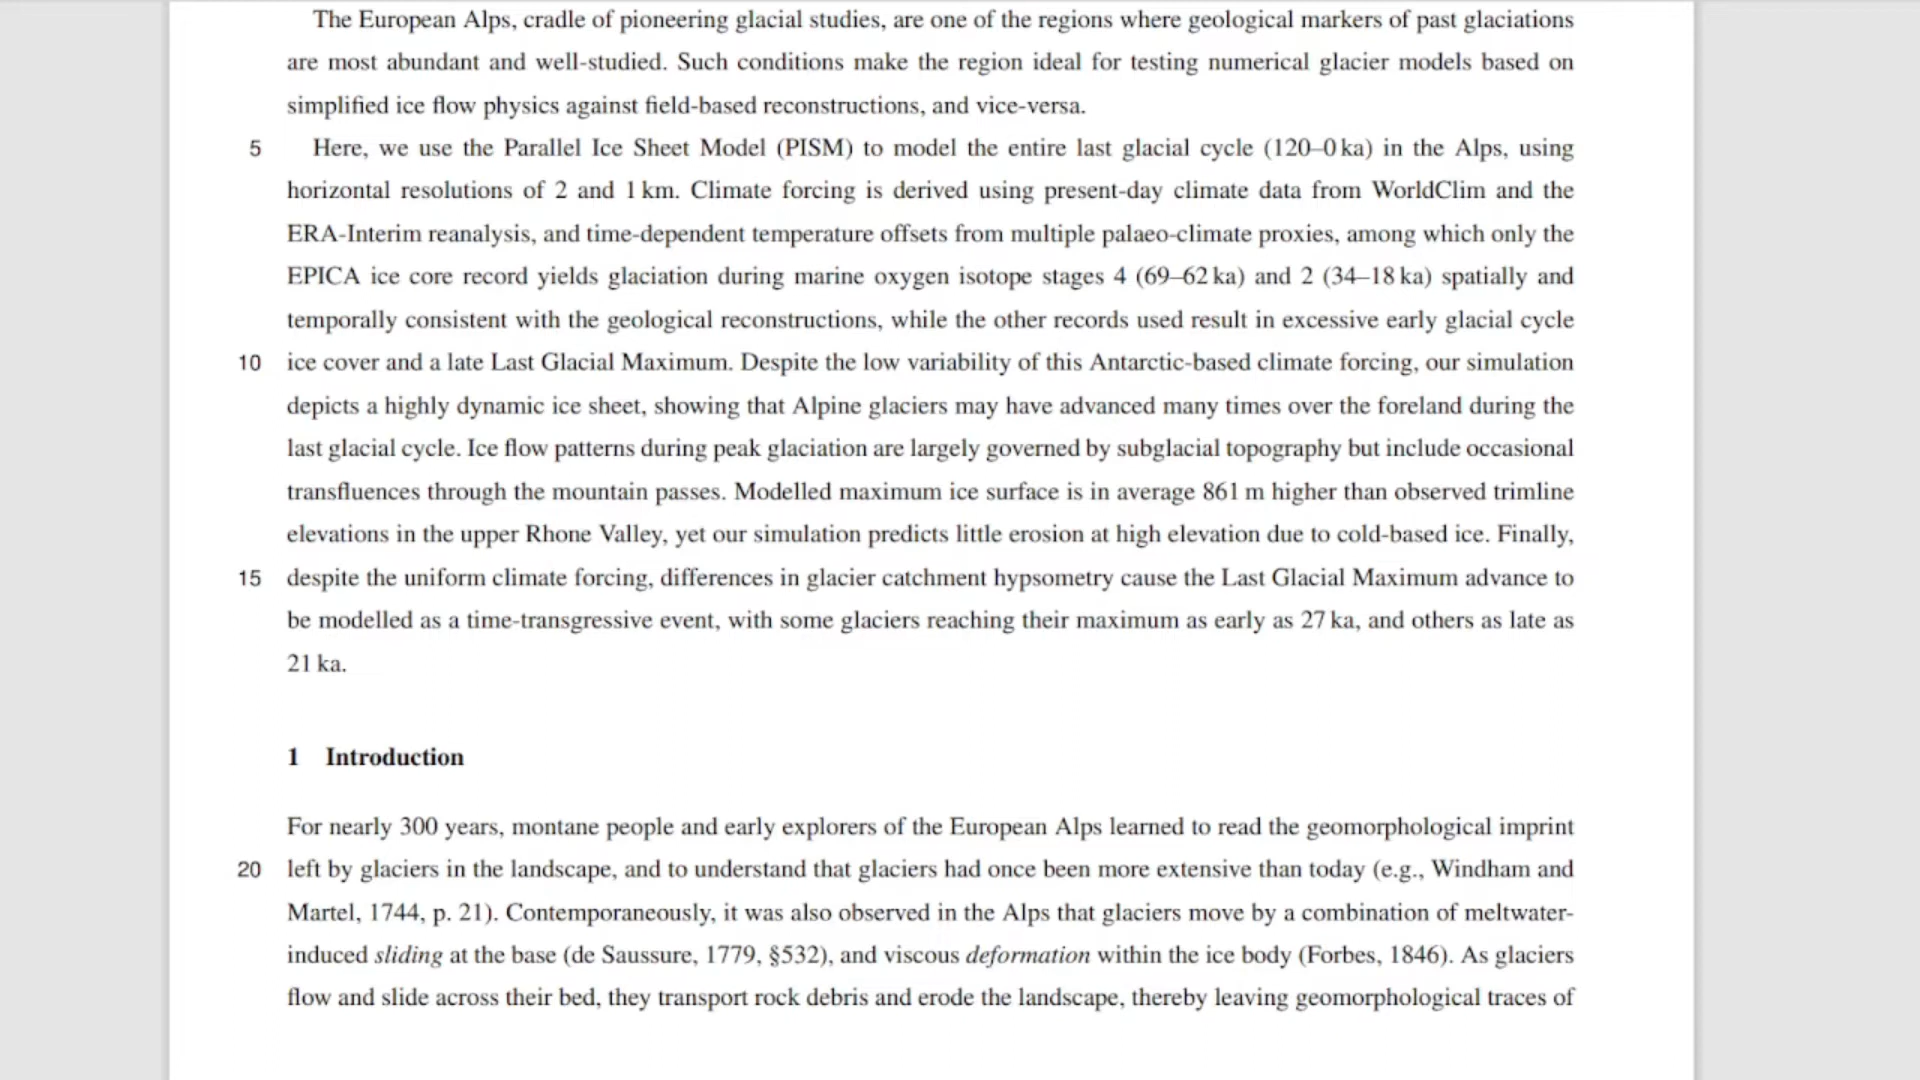 The European Alps, cradle of pioneering glacial studies, are one of the regions where geological markers of past glaciations
are most abundant and well-studied. Such conditions make the region ideal for testing numerical glacier models based on
simplified ice flow physics against field-based reconstructions, and vice-versa.
5 Here, we use the Parallel Ice Sheet Model (PISM) to model the entire last glacial cycle (120–0 ka) in the Alps, using
horizontal resolutions of 2 and 1 km. Climate forcing is derived using present-day climate data from WorldClim and the
ERA-Interim reanalysis, and time-dependent temperature offsets from multiple palaeo-climate proxies, among which only the
EPICA ice core record yields glaciation during marine oxygen isotope stages 4 (69–62 ka) and 2 (34–18 ka) spatially and
temporally consistent with the geological reconstructions, while the other records used result in excessive early glacial cycle
10 ice cover and a late Last Glacial Maximum. Despite the low variability of this Antarctic-based climate forcing, our simulation
depicts a highly dynamic ice sheet, showing that Alpine glaciers may have advanced many times over the foreland during the
last glacial cycle. Ice flow patterns during peak glaciation are largely governed by subglacial topography but include occasional
transfluences through the mountain passes. Modelled maximum ice surface is in average 861 m higher than observed trimline
elevations in the upper Rhone Valley, yet our simulation predicts little erosion at high elevation due to cold-based ice. Finally,
15 despite the uniform climate forcing, differences in glacier catchment hypsometry cause the Last Glacial Maximum advance to
be modelled as a time-transgressive event, with some glaciers reaching their maximum as early as 27 ka, and others as late as
21 ka.
1 Introduction
For nearly 300 years, montane people and early explorers of the European Alps learned to read the geomorphological imprint
20 left by glaciers in the landscape, and to understand that glaciers had once been more extensive than today (e.g., Windham and
Martel, 1744, p. 21). Contemporaneously, it was also observed in the Alps that glaciers move by a combination of meltwater-
induced sliding at the base (de Saussure, 1779, §532), and viscous deformation within the ice body (Forbes, 1846). As glaciers
flow and slide across their bed, they transport rock debris and erode the landscape, thereby leaving geomorphological traces of